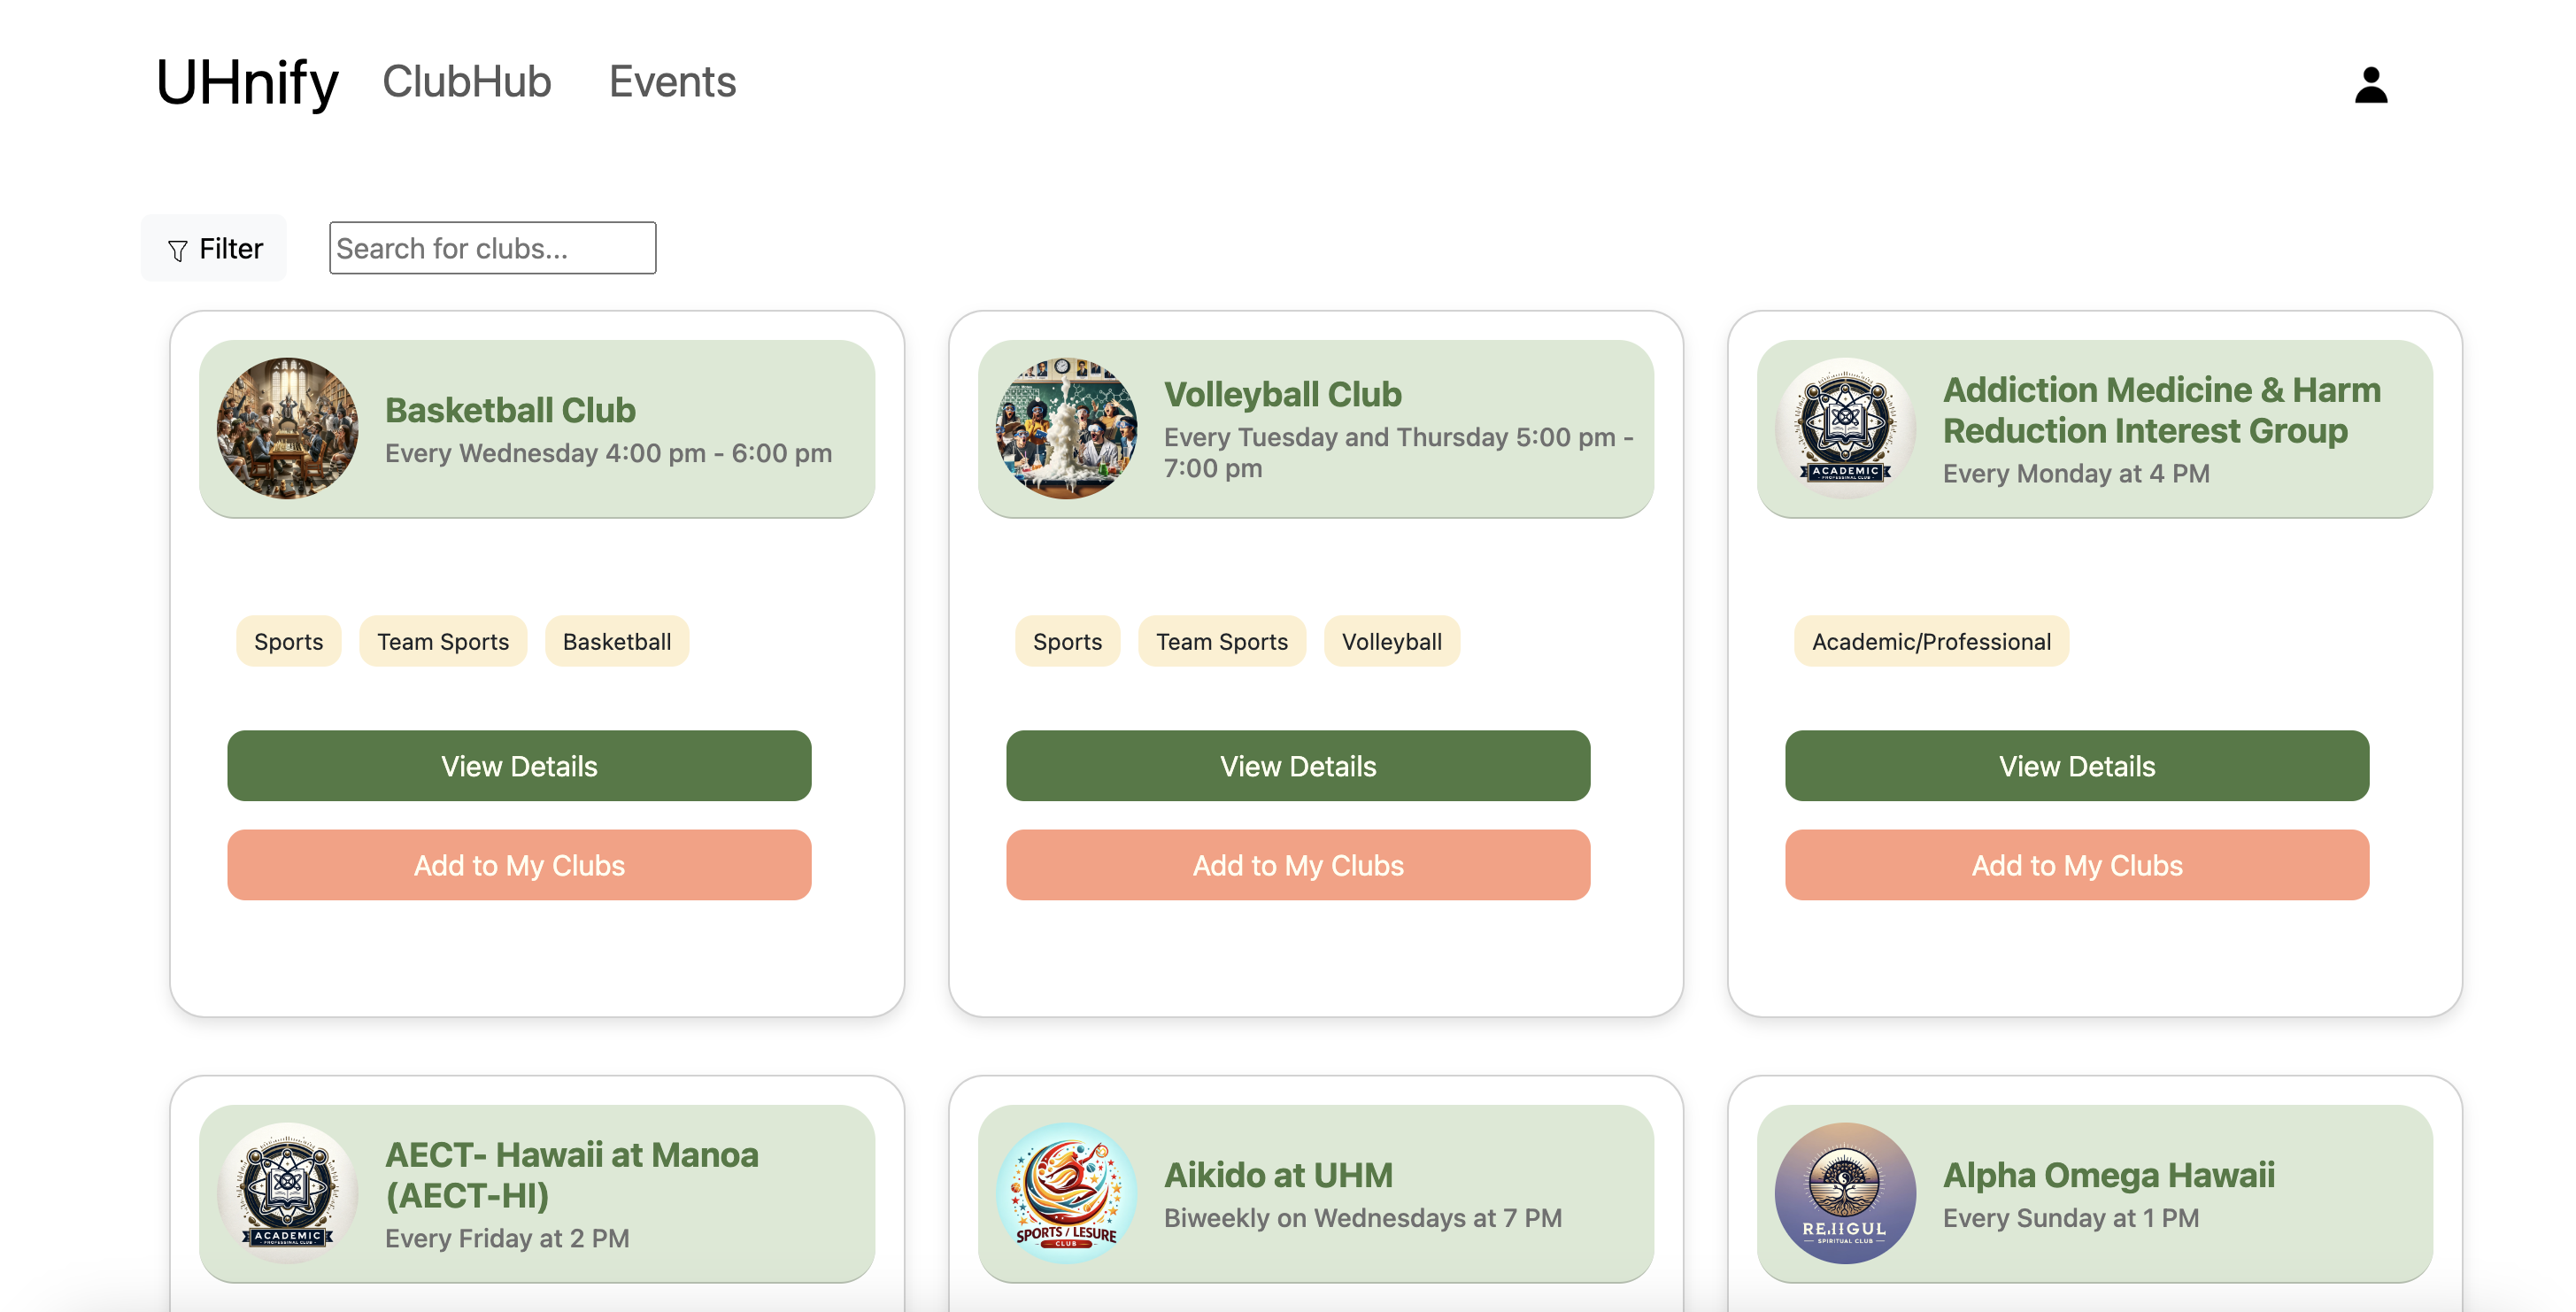 UHnify ClubHub Events
Filter
Search for clubs...
Basketball Club
Every Wednesday 4:00 pm - 6:00 pm
Sports
Team Sports
Basketball
View Details
Add to My Clubs
Volleyball Club
Every Tuesday and Thursday 5:00 pm -
7:00 pm
Sports
Team Sports
Volleyball
View Details
Add to My Clubs
ACADEMIC
Addiction Medicine & Harm
Reduction Interest Group
Every Monday at 4 PM
Academic/Professional
View Details
Add to My Clubs
ACADEMIC
AECT- Hawaii at Manoa
(AECT-HI)
Every Friday at 2 PM
SPORTS / LESURE
CLUB
Aikido at UHM
Biweekly on Wednesdays at 7 PM
SPIRITUAL CLUB
Alpha Omega Hawaii
Every Sunday at 1 PM